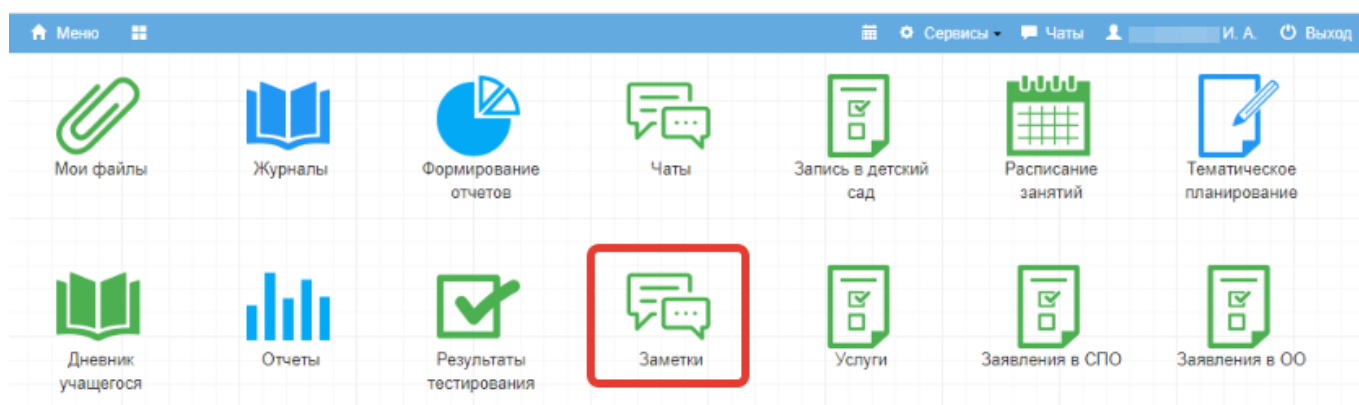 Меню
Сервисы
Чаты
И. А.
Выход
Мои файлы
Журналы
Формирование
отчетов
Чаты
Запись в детский
сад
Расписание
занятий
Тематическое
планирование
Дневник
учащегося
Отчеты
Результаты
тестирования
Заметки
Услуги
Заявления в СПО
Заявления в ОО